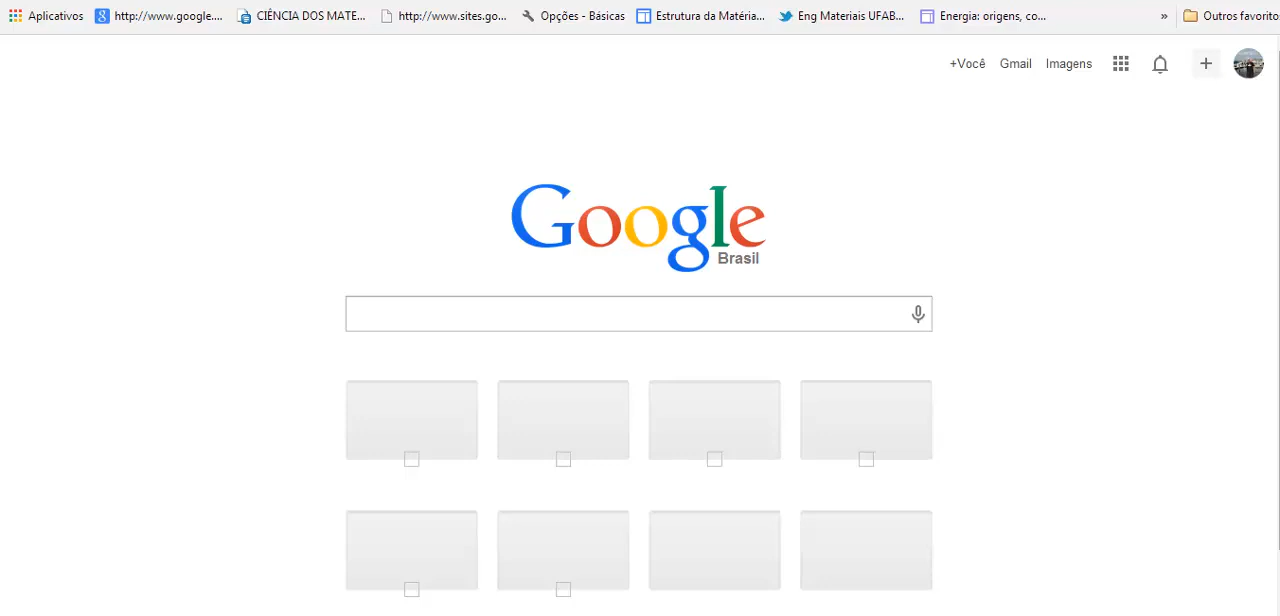 Aplicativos http://www.google.... CIÊNCIA DOS MATE... http://www.sites.go... Opções - Básicas Estrutura da Matéria... Eng Materiais UFAB... Energia: origens, co... » Outros favorito
+Você Gmail Imagens
Google
Brasil